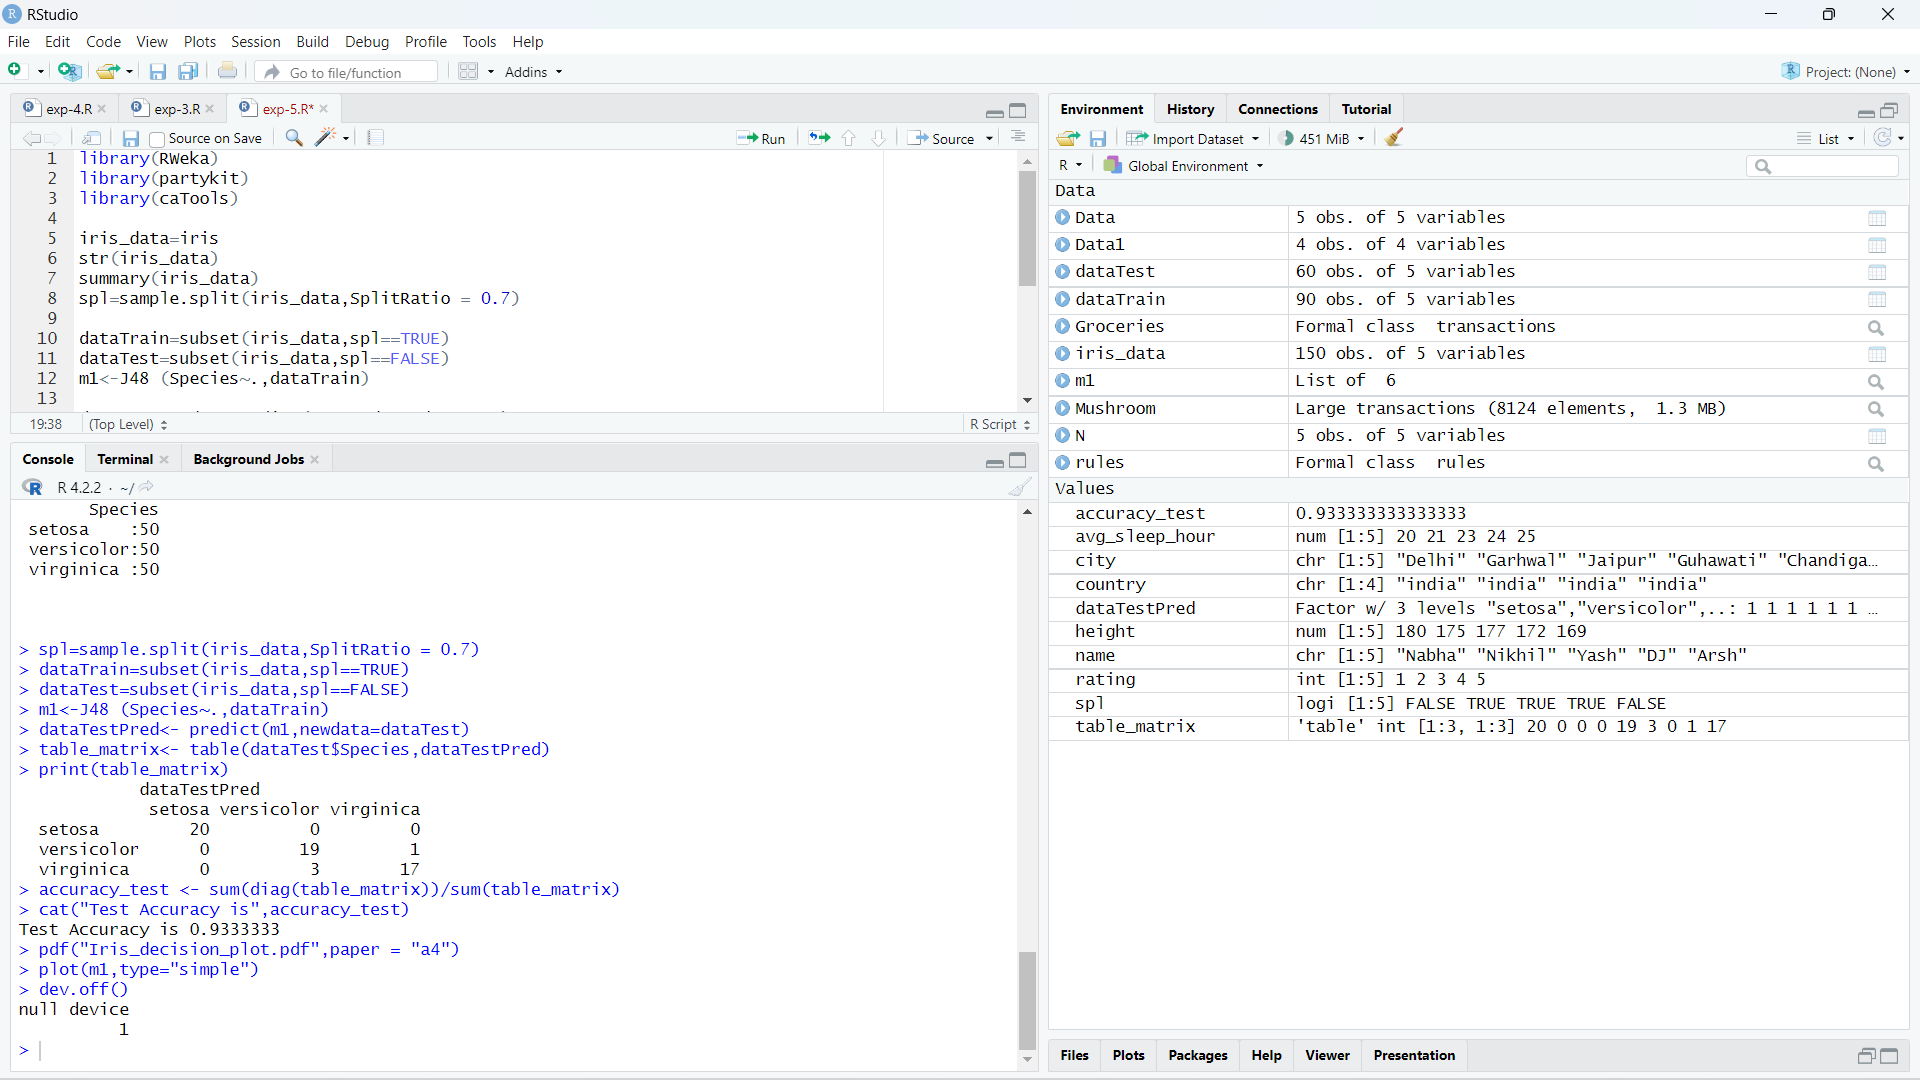 RStudio
File Edit Code View Plots Session Build Debug Profile Tools Help
Go to file/function Addins Project: (None)
exp-4.R exp-3.R exp-5.R*
Source on Save Run Source
1 library(RWeka)
2 library(partykit)
3 library(caTools)
4
5 iris_data=iris
6 str(iris_data)
7 summary(iris_data)
8 spl=sample.split(iris_data,SplitRatio = 0.7)
9
10 dataTrain=subset(iris_data,spl==TRUE)
11 dataTest=subset(iris_data,spl==FALSE)
12 m1<-J48 (Species~.,dataTrain)
13
19:38 (Top Level) R Script
Console Terminal Background Jobs
R 4.2.2 · ~/
Species
setosa :50
versicolor:50
virginica :50
> spl=sample.split(iris_data,SplitRatio = 0.7)
> dataTrain=subset(iris_data,spl==TRUE)
> dataTest=subset(iris_data,spl==FALSE)
> m1<-J48 (Species~.,dataTrain)
> dataTestPred<- predict(m1,newdata=dataTest)
> table_matrix<- table(dataTest$Species,dataTestPred)
> print(table_matrix)
dataTestPred
setosa versicolor virginica
setosa 20 0 0
versicolor 0 19 1
virginica 0 3 17
> accuracy_test <- sum(diag(table_matrix))/sum(table_matrix)
> cat("Test Accuracy is",accuracy_test)
Test Accuracy is 0.9333333
> pdf("Iris_decision_plot.pdf",paper = "a4")
> plot(m1,type="simple")
> dev.off()
null device
1
>
Environment History Connections Tutorial
Import Dataset 451 MiB List
R Global Environment
Data
Data 5 obs. of 5 variables
Data1 4 obs. of 4 variables
dataTest 60 obs. of 5 variables
dataTrain 90 obs. of 5 variables
Groceries Formal class transactions
iris_data 150 obs. of 5 variables
m1 List of 6
Mushroom Large transactions (8124 elements, 1.3 MB)
N 5 obs. of 5 variables
rules Formal class rules
Values
accuracy_test 0.933333333333333
avg_sleep_hour num [1:5] 20 21 23 24 25
city chr [1:5] "Delhi" "Garhwal" "Jaipur" "Guhawati" "Chandiga…
country chr [1:4] "india" "india" "india" "india"
dataTestPred Factor w/ 3 levels "setosa","versicolor",..: 1 1 1 1 1 1 …
height num [1:5] 180 175 177 172 169
name chr [1:5] "Nabha" "Nikhil" "Yash" "DJ" "Arsh"
rating int [1:5] 1 2 3 4 5
spl logi [1:5] FALSE TRUE TRUE TRUE FALSE
table_matrix 'table' int [1:3, 1:3] 20 0 0 0 19 3 0 1 17
Files Plots Packages Help Viewer Presentation